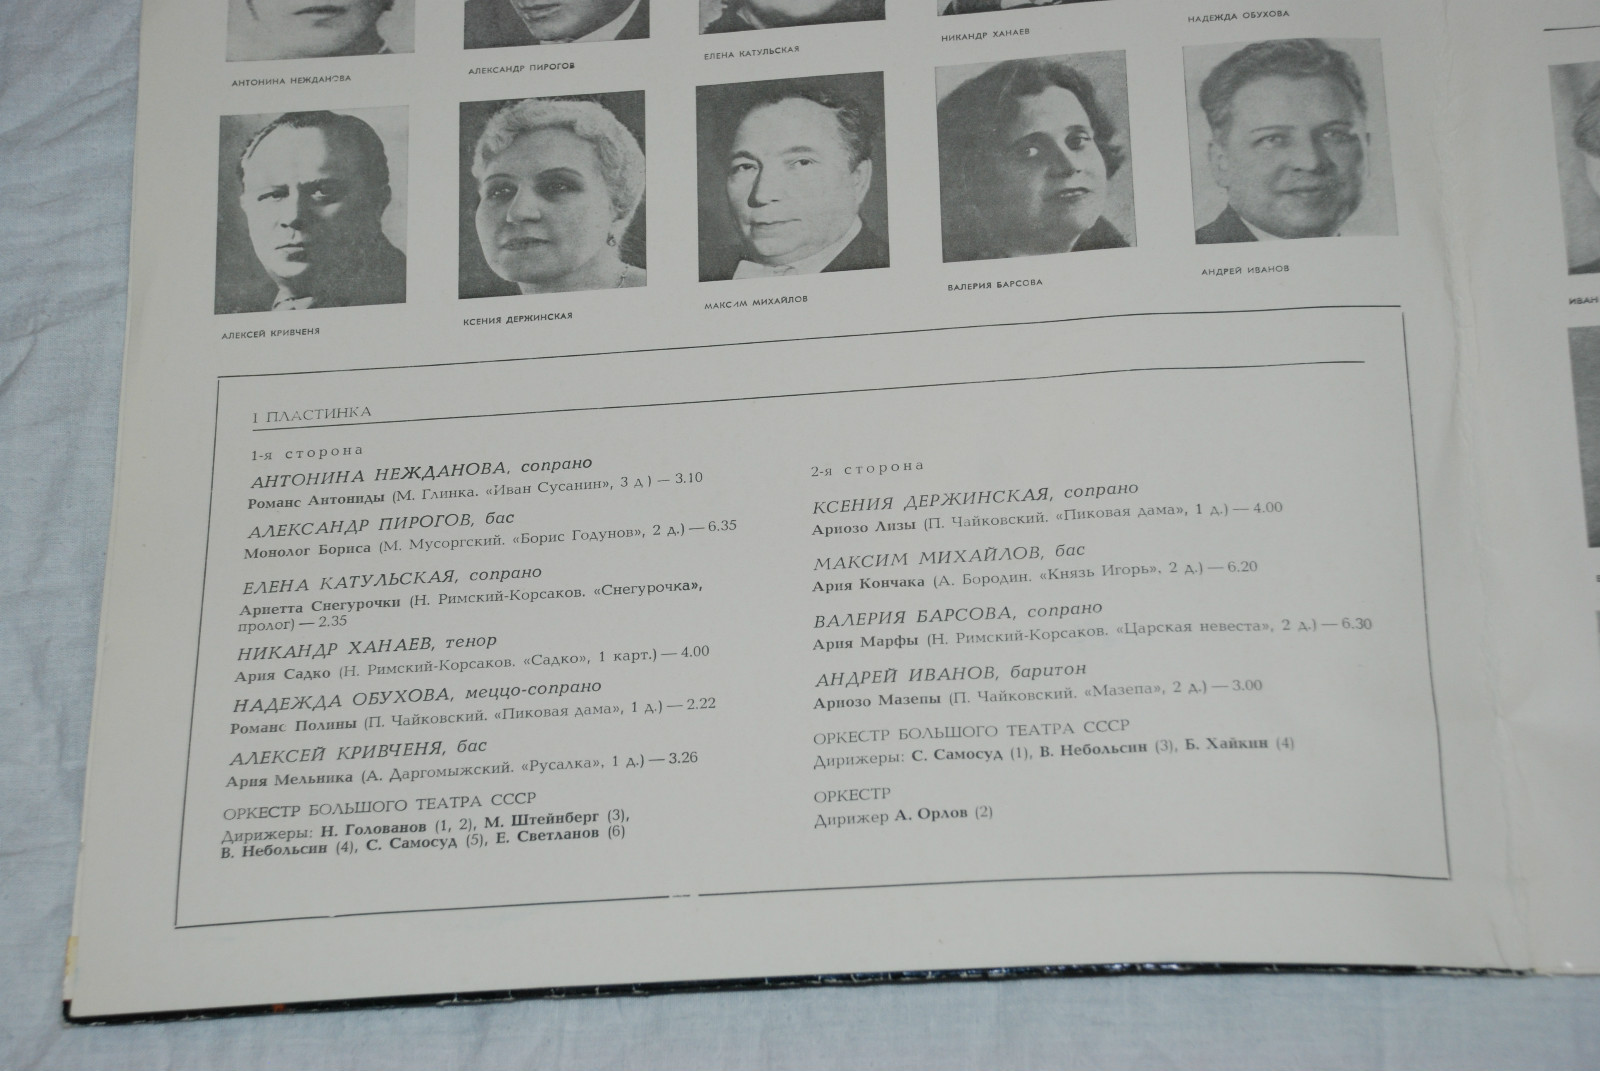 АНТОНИНА НЕЖДАНОВА
АЛЕКСАНДР ПИРОГОВ
ЕЛЕНА КАТУЛЬСКАЯ
НИКАНДР ХАНАЕВ
НАДЕЖДА ОБУХОВА
АЛЕКСЕЙ КРИВЧЕНЯ
КСЕНИЯ ДЕРЖИНСКАЯ
МАКСИМ МИХАЙЛОВ
ВАЛЕРИЯ БАРСОВА
АНДРЕЙ ИВАНОВ
ИВАН
I ПЛАСТИНКА
1-я сторона
АНТОНИНА НЕЖДАНОВА, сопрано
Романс Антониды (М. Глинка. «Иван Сусанин», 3 д ) — 3.10
АЛЕКСАНДР ПИРОГОВ, бас
Монолог Бориса (М. Мусоргский. «Борис Годунов», 2 д.) — 6.35
ЕЛЕНА КАТУЛЬСКАЯ, сопрано
Ариетта Снегурочки (Н. Римский-Корсаков. «Снегурочка»,
пролог) — 2.35
НИКАНДР ХАНАЕВ, тенор
Ария Садко (Н. Римский-Корсаков. «Садко», 1 карт.) — 4.00
НАДЕЖДА ОБУХОВА, меццо-сопрано
Романс Полины (П. Чайковский. «Пиковая дама», 1 д.) — 2.22
АЛЕКСЕЙ КРИВЧЕНЯ, бас
Ария Мельника (А. Даргомыжский. «Русалка», 1 д.) — 3.26
ОРКЕСТР БОЛЬШОГО ТЕАТРА СССР
Дирижеры: Н. Голованов (1, 2), М. Штейнберг (3),
В. Небольсин (4), С. Самосуд (5), Е. Светланов (6)
2-я сторона
КСЕНИЯ ДЕРЖИНСКАЯ, сопрано
Ариозо Лизы (П. Чайковский. «Пиковая дама», 1 д.) — 4.00
МАКСИМ МИХАЙЛОВ, бас
Ария Кончака (А. Бородин. «Князь Игорь», 2 д.) — 6.20
ВАЛЕРИЯ БАРСОВА, сопрано
Ария Марфы (Н. Римский-Корсаков. «Царская невеста», 2 д.) — 6.30
АНДРЕЙ ИВАНОВ, баритон
Ариозо Мазепы (П. Чайковский. «Мазепа», 2 д.) — 3.00
ОРКЕСТР БОЛЬШОГО ТЕАТРА СССР
Дирижеры: С. Самосуд (1), В. Небольсин (3), Б. Хайкин (4)
ОРКЕСТР
Дирижер А. Орлов (2)